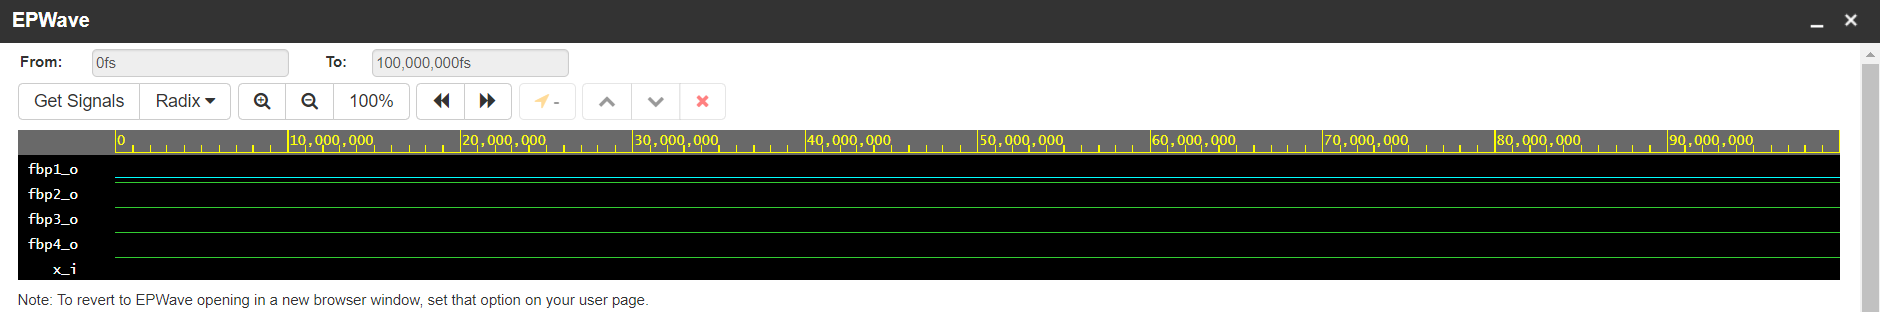 EPWave
From: 0fs To: 100,000,000fs
Get Signals Radix 100% -
0 10,000,000 20,000,000 30,000,000 40,000,000 50,000,000 60,000,000 70,000,000 80,000,000 90,000,000
fbp1_o
fbp2_o
fbp3_o
fbp4_o
x_i
Note: To revert to EPWave opening in a new browser window, set that option on your user page.